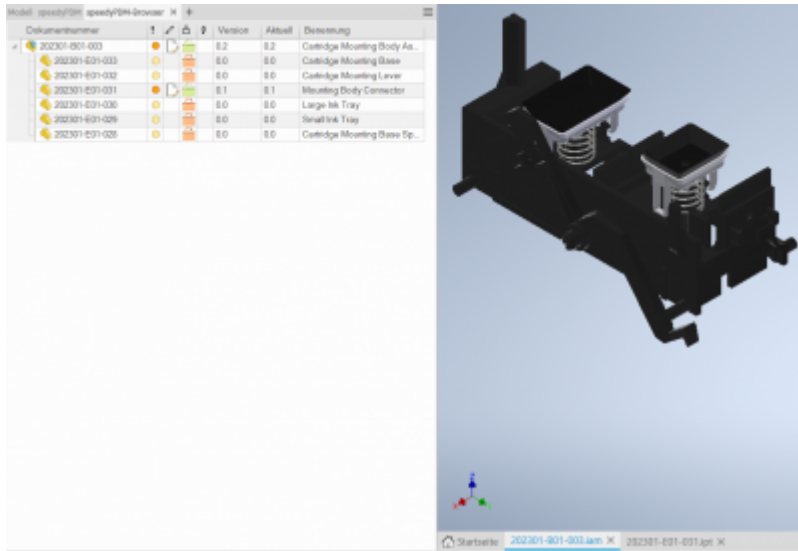 Modell speedyPDM speedyPDM-Browser × +
Dokumentnummer ! Version Aktuell Benennung
202301-B01-003 0.2 0.2 Cartridge Mounting Body As...
202301-E01-033 0.0 0.0 Cartridge Mounting Base
202301-E01-032 0.0 0.0 Cartridge Mounting Lever
202301-E01-031 0.1 0.1 Mounting Body Connector
202301-E01-030 0.0 0.0 Large Ink Tray
202301-E01-029 0.0 0.0 Small Ink Tray
202301-E01-028 0.0 0.0 Cartridge Mounting Base Sp...
Startseite 202301-B01-003.iam × 202301-E01-031.ipt ×